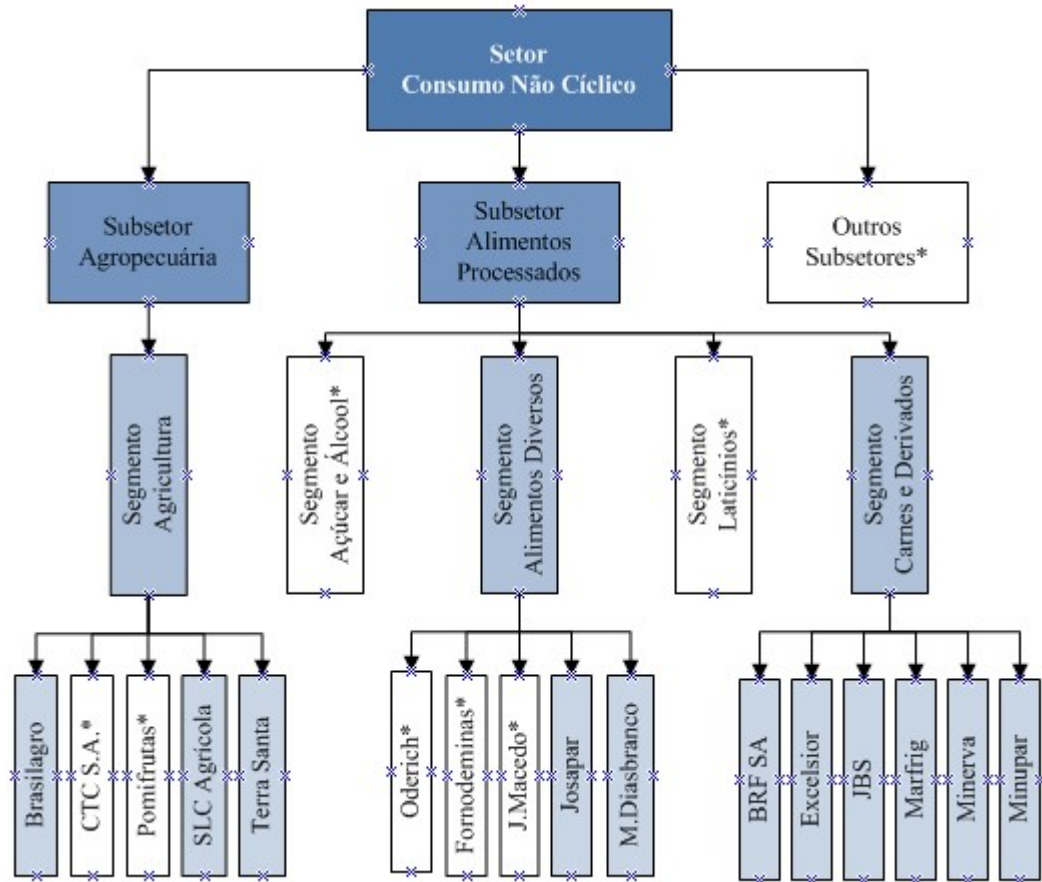 Setor
Consumo Não Cíclico
Subsetor
Agropecuária
Subsetor
Alimentos
Processados
Outros
Subsetores*
Segmento
Agricultura
Segmento
Açúcar e Álcool*
Segmento
Alimentos Diversos
Segmento
Laticínios*
Segmento
Carnes e Derivados
Brasilagro
CTC S.A.*
Pomifrutas*
SLC Agrícola
Terra Santa
Oderich*
Fornodeminas*
J.Macedo*
Josapar
M.Diasbranco
BRF SA
Excelsior
JBS
Marfrig
Minerva
Minupar